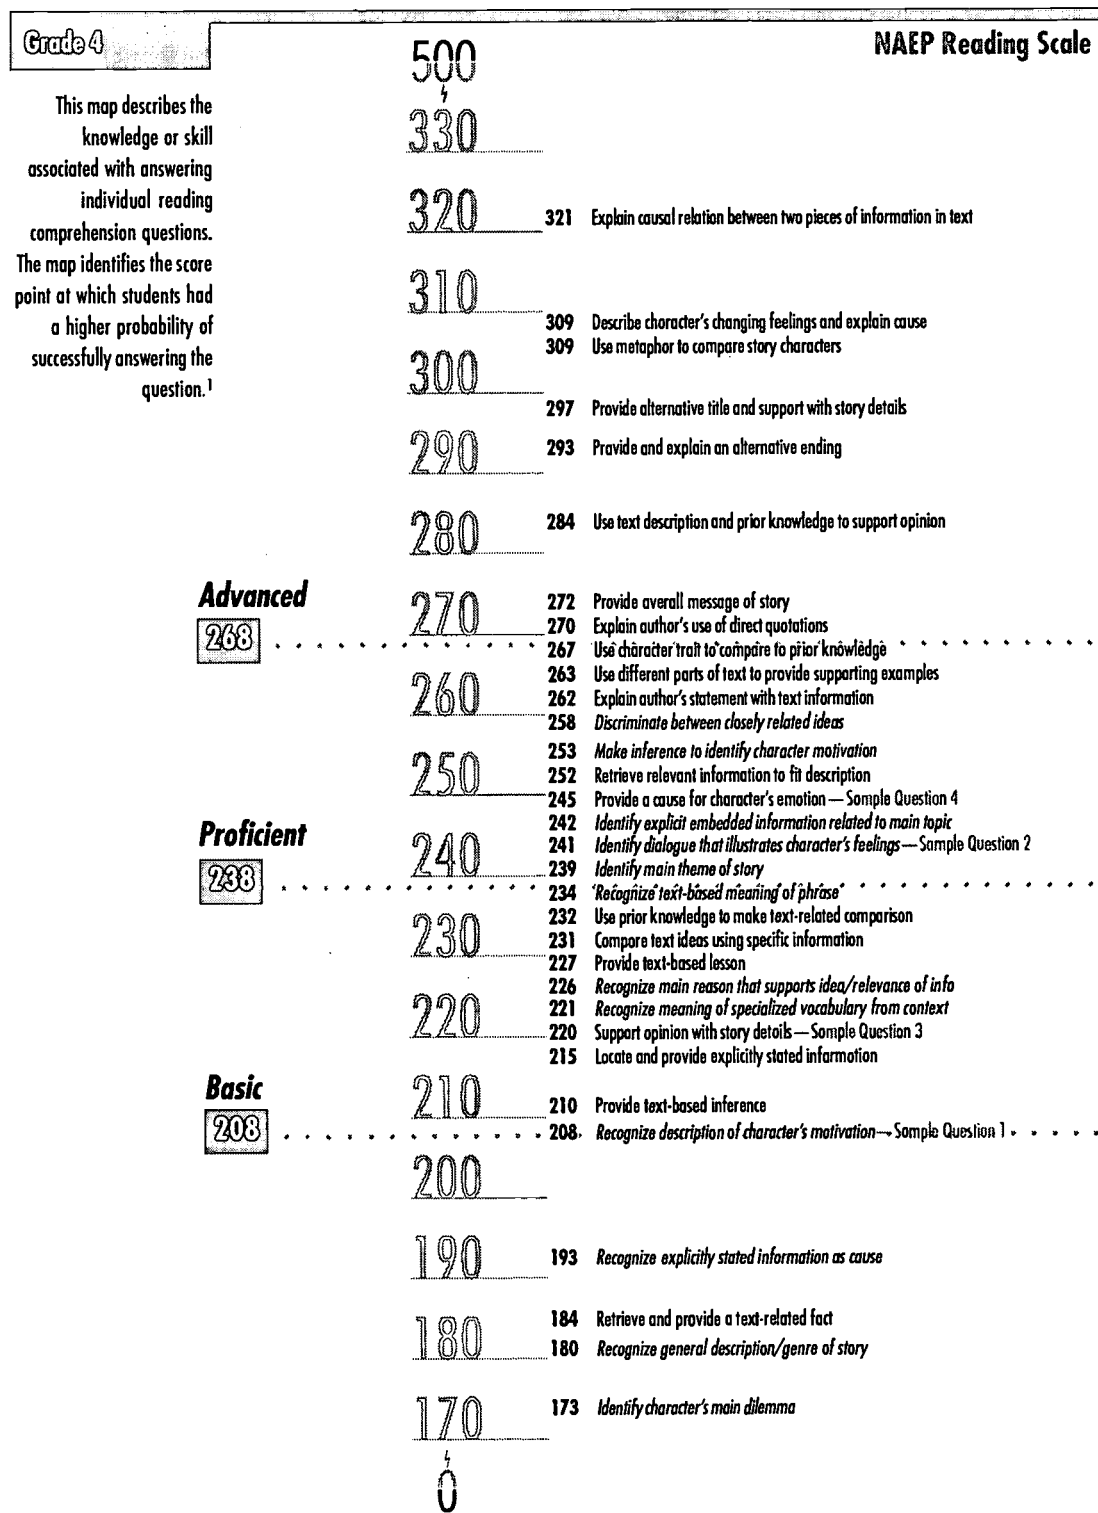 Grade 4
NAEP Reading Scale
This map describes the
knowledge or skill
associated with answering
individual reading
comprehension questions.
The map identifies the score
point at which students had
a higher probability of
successfully answering the
question.1
500
330
320
321 Explain causal relation between two pieces of information in text
310
309 Describe choracter's changing feelings and explain cause
309 Use metaphor to compare story characters
300
297 Provide alternative title and support with story details
290
293 Pravide and explain an alternative ending
280
284 Use text description and prior knowledge to support opinion
Advanced
268
270
272 Provide averall message of story
270 Explain author's use of direct quotations
267 Use character trait to compare to prior knowledge
263 Use different parts of text to provide supporting examples
260
262 Explain author's statement with text information
258 Discriminate between closely related ideas
253 Make inference to identify character motivation
250
252 Retrieve relevant information to fit description
245 Provide a cause for character's emotion — Sample Question 4
Proficient
238
242 Identify explicit embedded information related to main topic
240
241 Identify dialogue that illustrates character's feelings — Sample Question 2
239 Identify main theme of story
234 Recognize text-based meaning of phrase
232 Use prior knowledge to make text-related comparison
230
231 Compare text ideas using specific information
227 Provide text-based lesson
226 Recognize main reason that supports idea/relevance of info
220
221 Recognize meaning of specialized vocabulary from context
220 Support opinion with story detoils — Sample Question 3
215 Locate and provide explicitly stated infarmotion
Basic
208
210
210 Provide text-based inference
208 Recognize description of character's motivation — Sample Question 1
200
190
193 Recognize explicitly stated information as cause
180
184 Retrieve and provide a text-related fact
180 Recognize general description/genre of story
170
173 Identify character's main dilemma
0